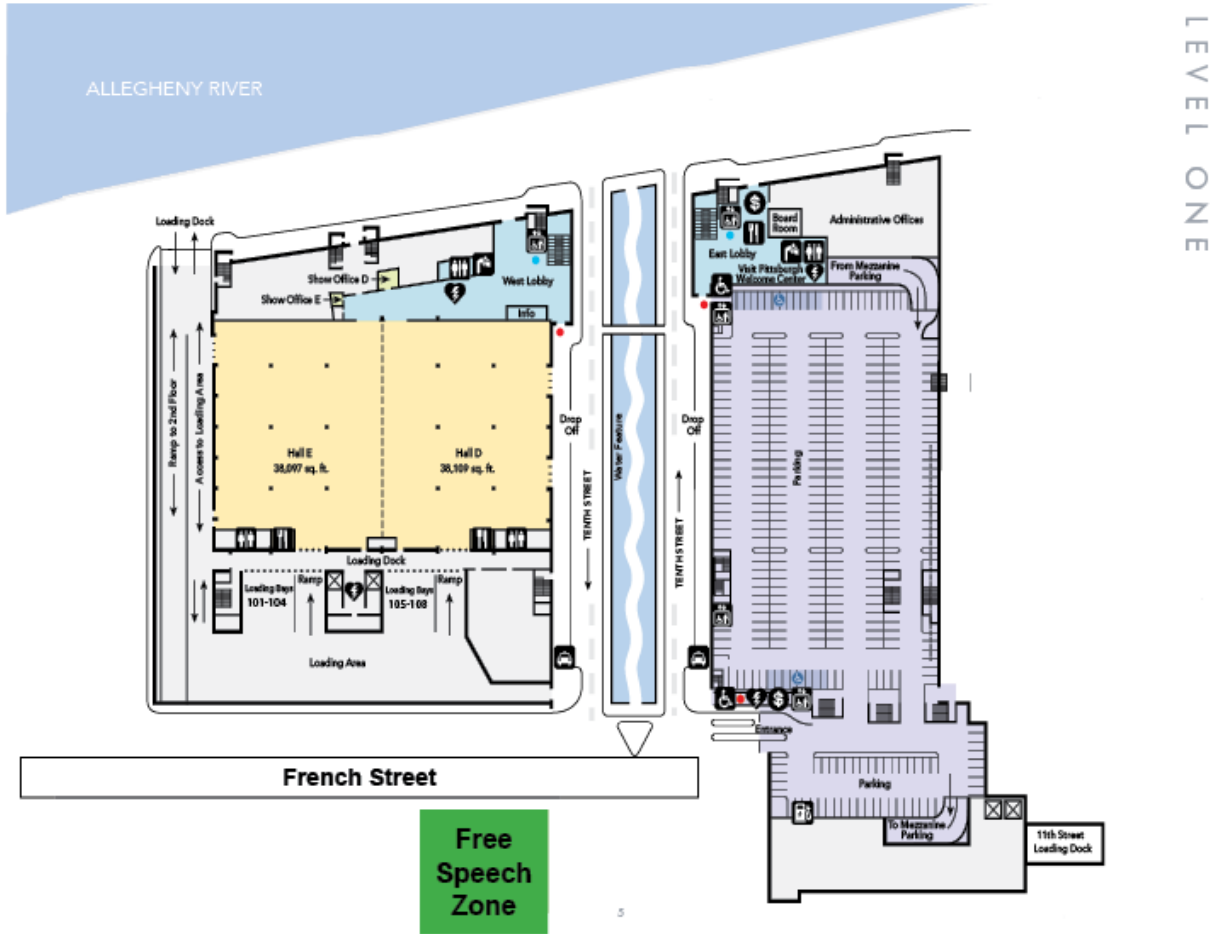 LEVEL ONE
ALLEGHENY RIVER
Loading Dock
Show Office D
Show Office E
West Lobby
Info
Board
Room
Administrative Offices
East Lobby
Visit Pittsburgh
Welcome Center
From Mezzanine
Parking
Ramp to 2nd Floor
Access to Loading Area
Hall E
38,097 sq. ft.
Hall D
38,109 sq. ft.
Drop
Off
TENTH STREET
Water Feature
Drop
Off
TENTH STREET
Parking
Loading Dock
Ramp
Ramp
Loading Bays
101-104
Loading Bays
105-108
Loading Area
Entrance
Parking
To Mezzanine
Parking
11th Street
Loading Dock
French Street
Free
Speech
Zone
5